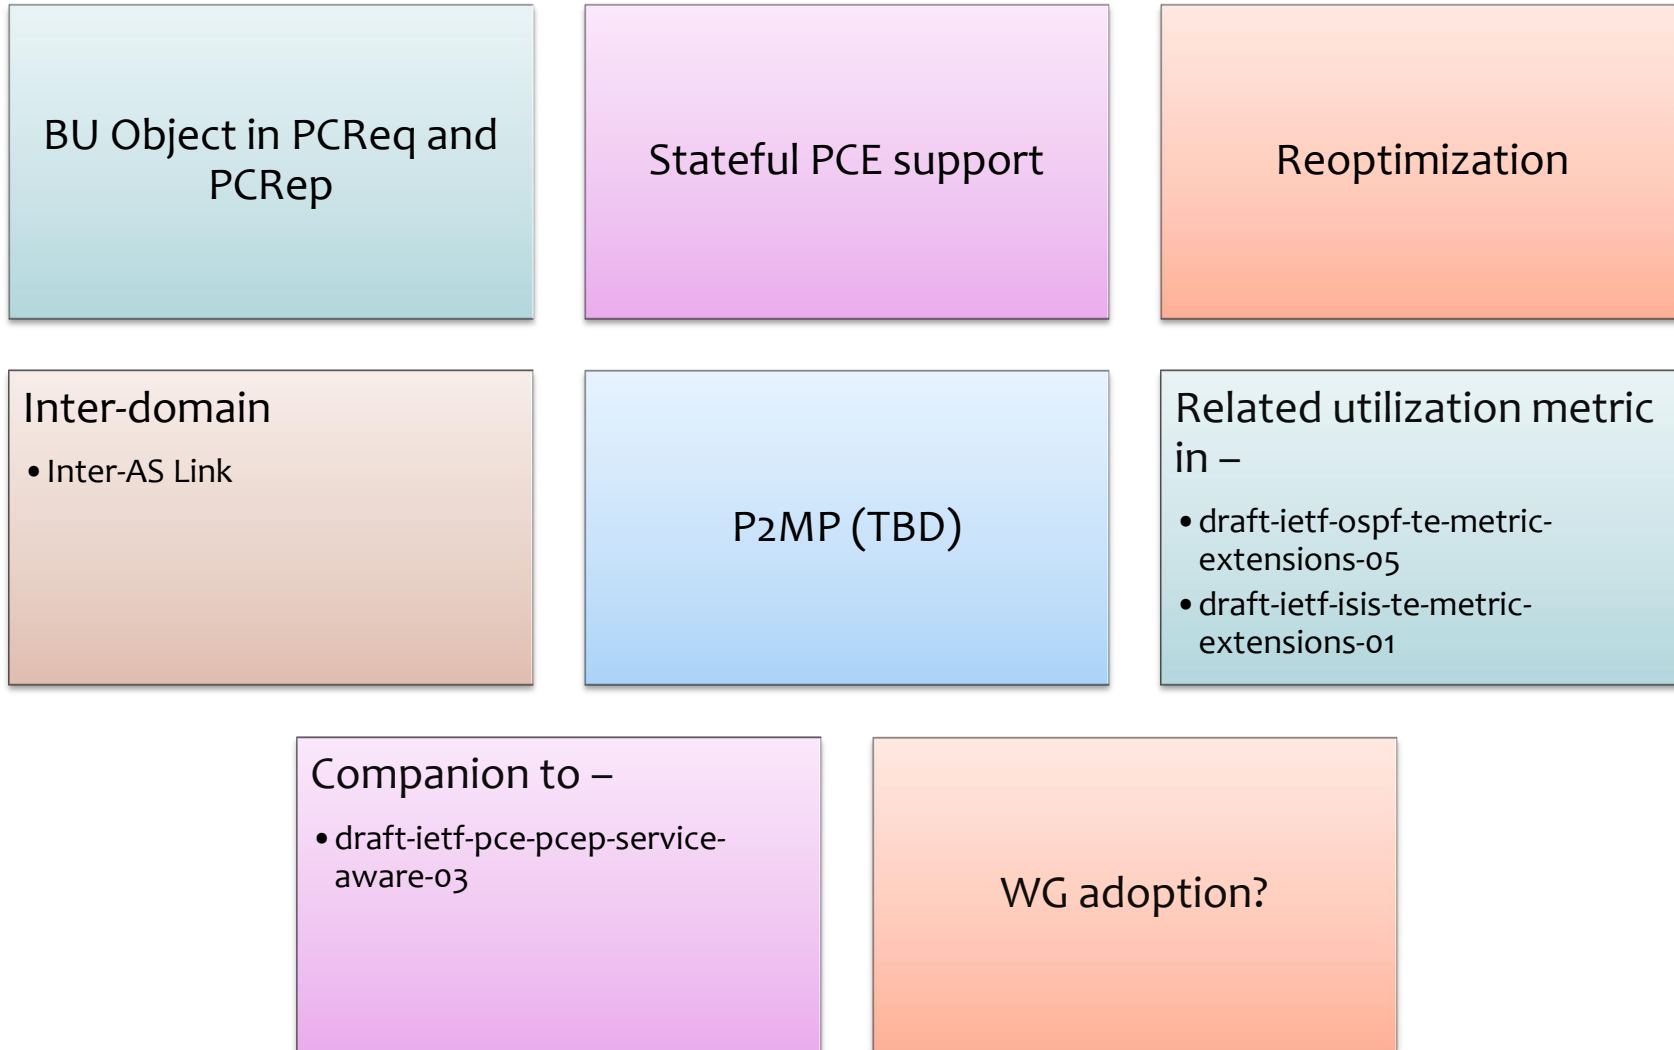 BU Object in PCReq and
PCRep
Stateful PCE support
Reoptimization
Inter-domain
• Inter-AS Link
P2MP (TBD)
Related utilization metric
in –
• draft-ietf-ospf-te-metric-
extensions-05
• draft-ietf-isis-te-metric-
extensions-01
Companion to –
• draft-ietf-pce-pcep-service-
aware-03
WG adoption?